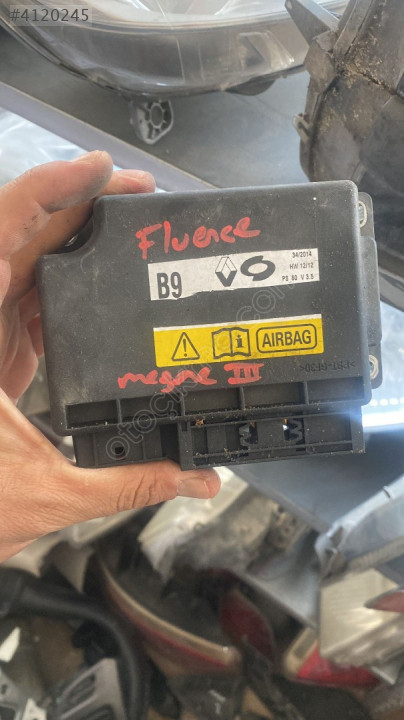 #4120245
Fluence
34/2014
HW 12/12
PS 80 V 3.5
B9
AIRBAG
megane III